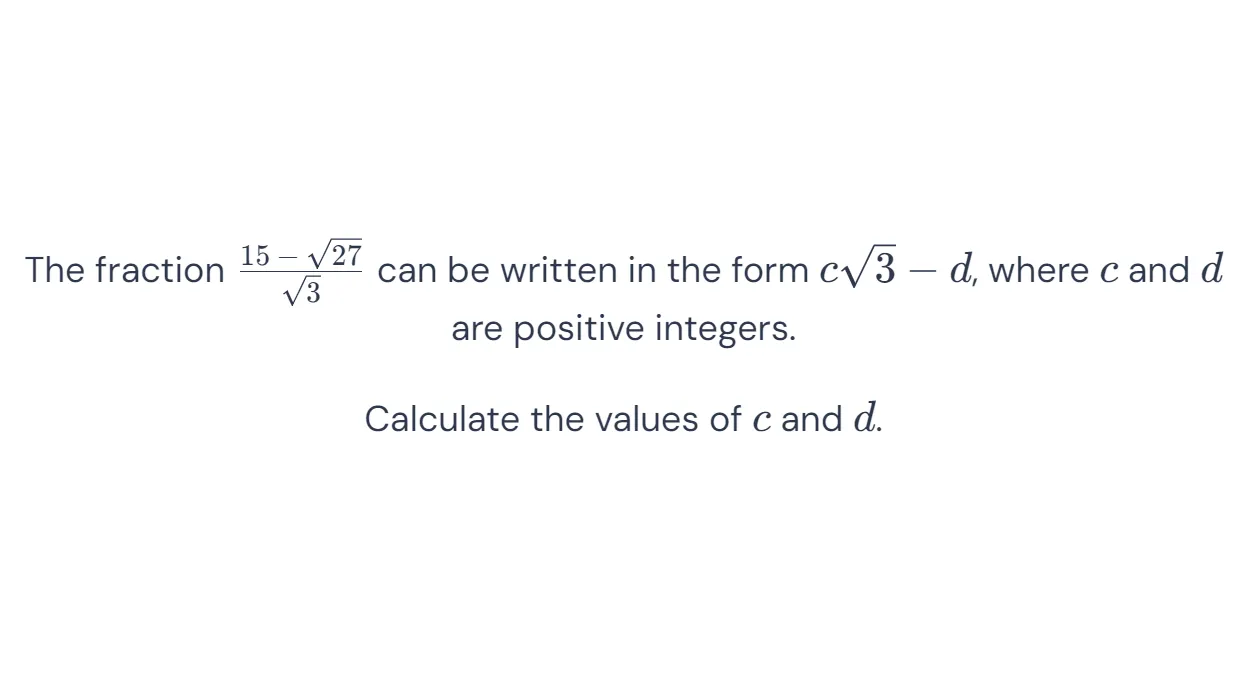 The fraction $\frac{15 - \sqrt{27}}{\sqrt{3}}$ can be written in the form $c\sqrt{3} - d$, where $c$ and $d$
are positive integers.
Calculate the values of $c$ and $d$.